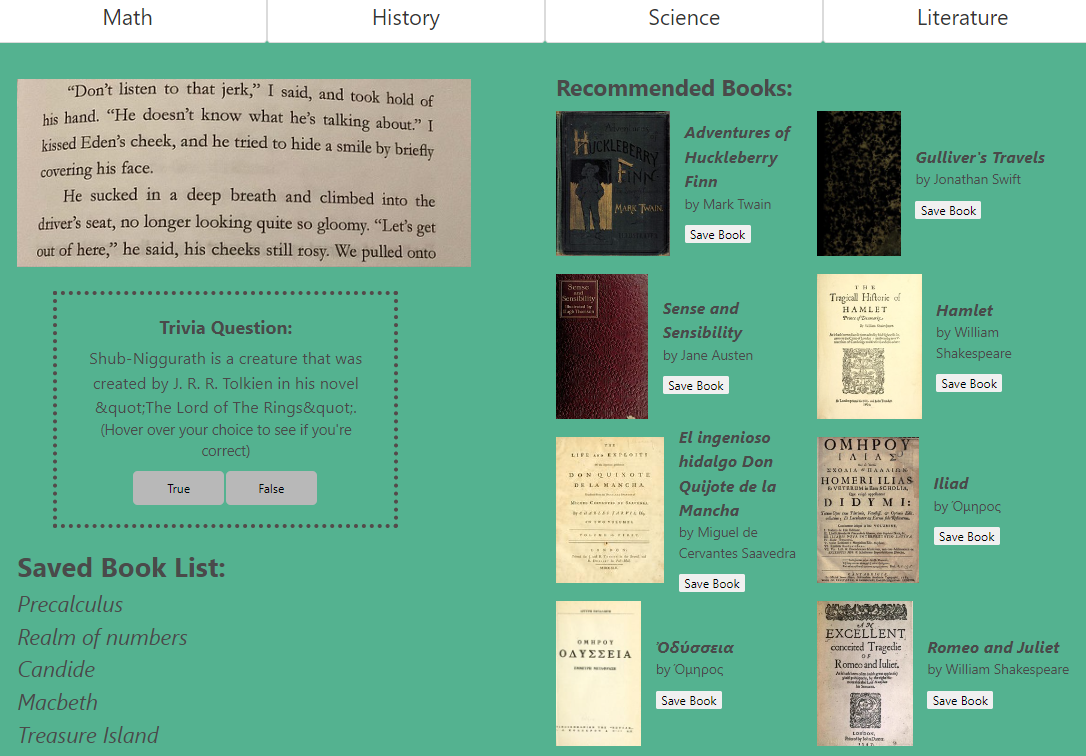 Math
History
Science
Literature
“Don’t listen to that jerk,” I said, and took hold of
his hand. “He doesn’t know what he’s talking about.” I
kissed Eden’s cheek, and he tried to hide a smile by briefly
covering his face.
He sucked in a deep breath and climbed into the
driver’s seat, no longer looking quite so gloomy. “Let’s get
out of here,” he said, his cheeks still rosy. We pulled onto
Trivia Question:
Shub-Niggurath is a creature that was
created by J. R. R. Tolkien in his novel
&quot;The Lord of The Rings&quot;.
(Hover over your choice to see if you're
correct)
True
False
Saved Book List:
Precalculus
Realm of numbers
Candide
Macbeth
Treasure Island
Recommended Books:
HUCKLEBERRY
FINN
MARK TWAIN
Adventures of
Huckleberry
Finn
by Mark Twain
Save Book
Gulliver's Travels
by Jonathan Swift
Save Book
Sense
and
Sensibility
Sense and
Sensibility
by Jane Austen
Save Book
THE
Tragicall Historie of
HAMLET
Hamlet
by William
Shakespeare
Save Book
THE
LIFE AND EXPLOITS
DON QUIXOTE
DE LA MANCHA.
LONDON:
El ingenioso
hidalgo Don
Quijote de la
Mancha
by Miguel de
Cervantes Saavedra
Save Book
ΟΜΗΡΟΥ
ΙΛΙΑΣ
HOMERI ILIAS
DIDYMI:
Iliad
by Όμηρος
Save Book
ΟΜΗΡΟΥ
ΟΔΥΣΣΕΙΑ
Ὀδύσσεια
by Όμηρος
Save Book
AN
EXCELLENT
conceited Tragedie
OF
Romeo and Iuliet.
LONDON,
Romeo and Juliet
by William Shakespeare
Save Book